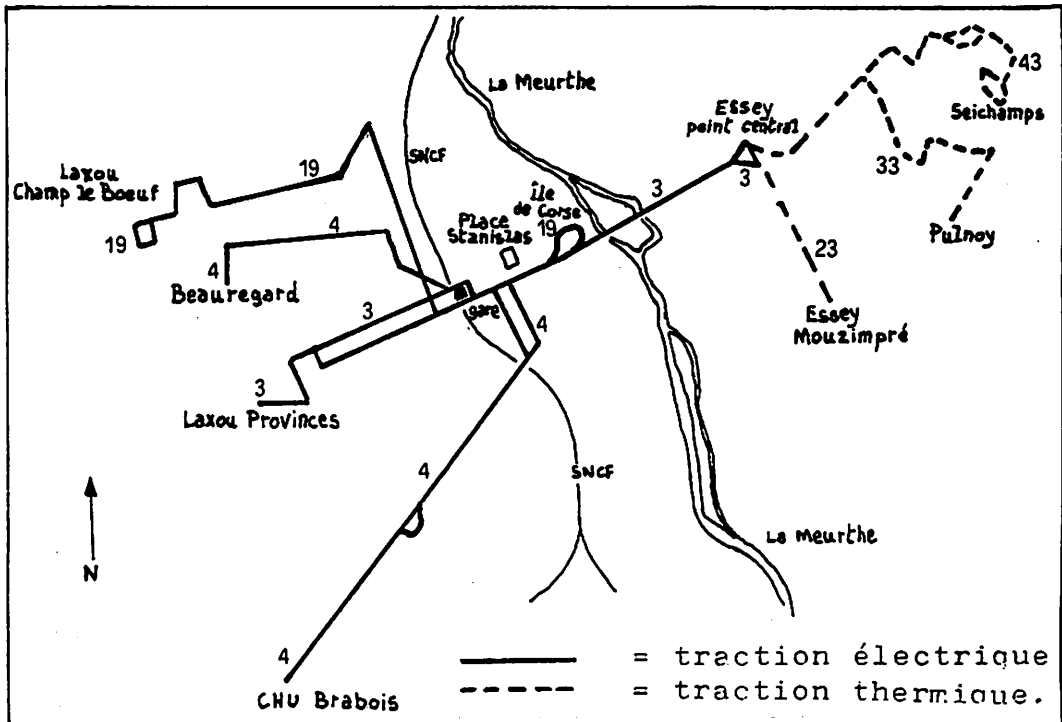 La Meurthe
43
Essey
point central
Seichamps
SNCF
33
Laxou
Champ le Boeuf
19
3
3
île
de Corse
19
Place
Stanislas
Pulnoy
19
4
23
4
Beauregard
Essey
Mouzimpré
3
gare
4
3
Laxou Provinces
4
SNCF
La Meurthe
N
4
CHU Brabois
= traction électrique
= traction thermique.